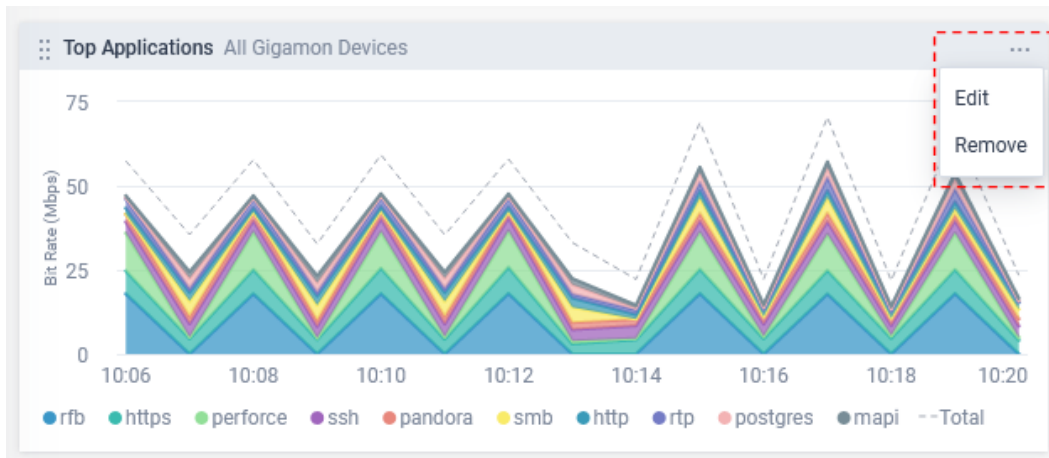 Top Applications All Gigamon Devices ...
Edit
Remove
75
50
25
0
Bit Rate (Mbps)
10:06 10:08 10:10 10:12 10:14 10:16 10:18 10:20
rfb https perforce ssh pandora smb http rtp postgres mapi Total